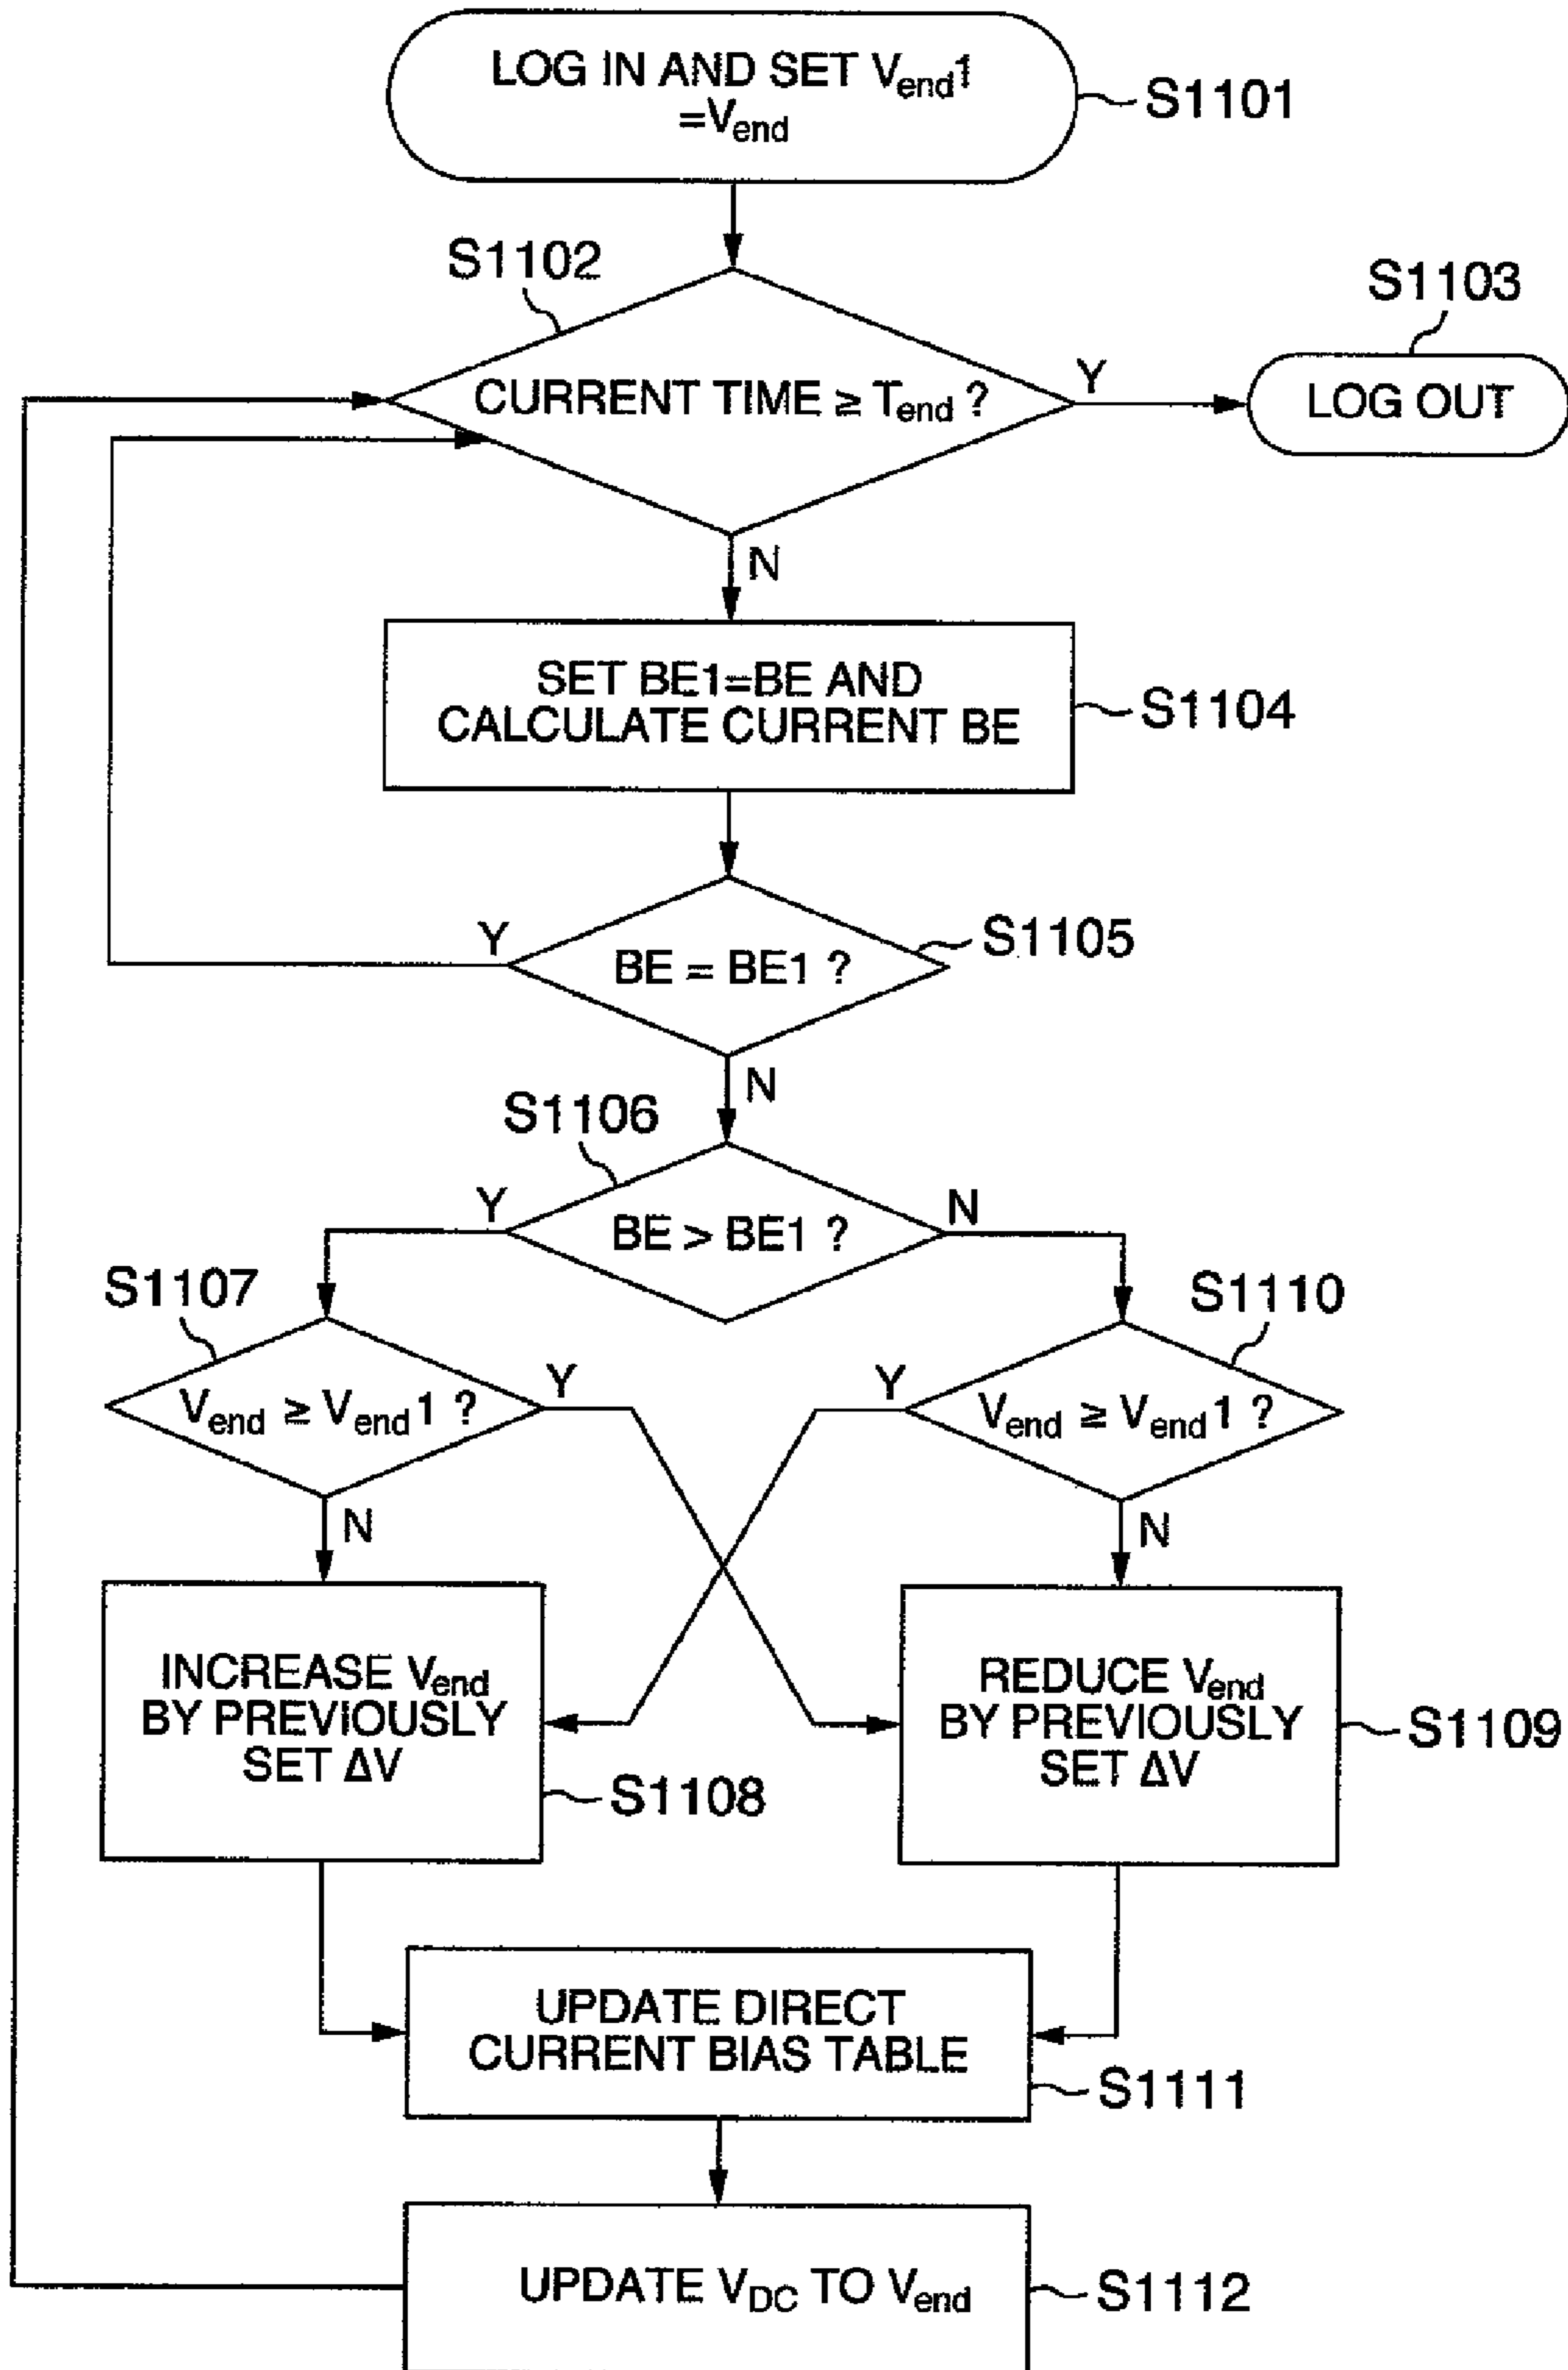 LOG IN AND SET Vend1
=Vend
S1101
S1102
CURRENT TIME ≥ Tend ?
Y
S1103
LOG OUT
N
SET BE1=BE AND
CALCULATE CURRENT BE
S1104
Y
BE = BE1 ?
S1105
N
S1106
Y
BE > BE1 ?
N
S1107
Vend ≥ Vend1 ?
Y
N
S1110
Y
Vend ≥ Vend1 ?
N
INCREASE Vend
BY PREVIOUSLY
SET ΔV
S1108
REDUCE Vend
BY PREVIOUSLY
SET ΔV
S1109
UPDATE DIRECT
CURRENT BIAS TABLE
S1111
UPDATE VDC TO Vend
S1112